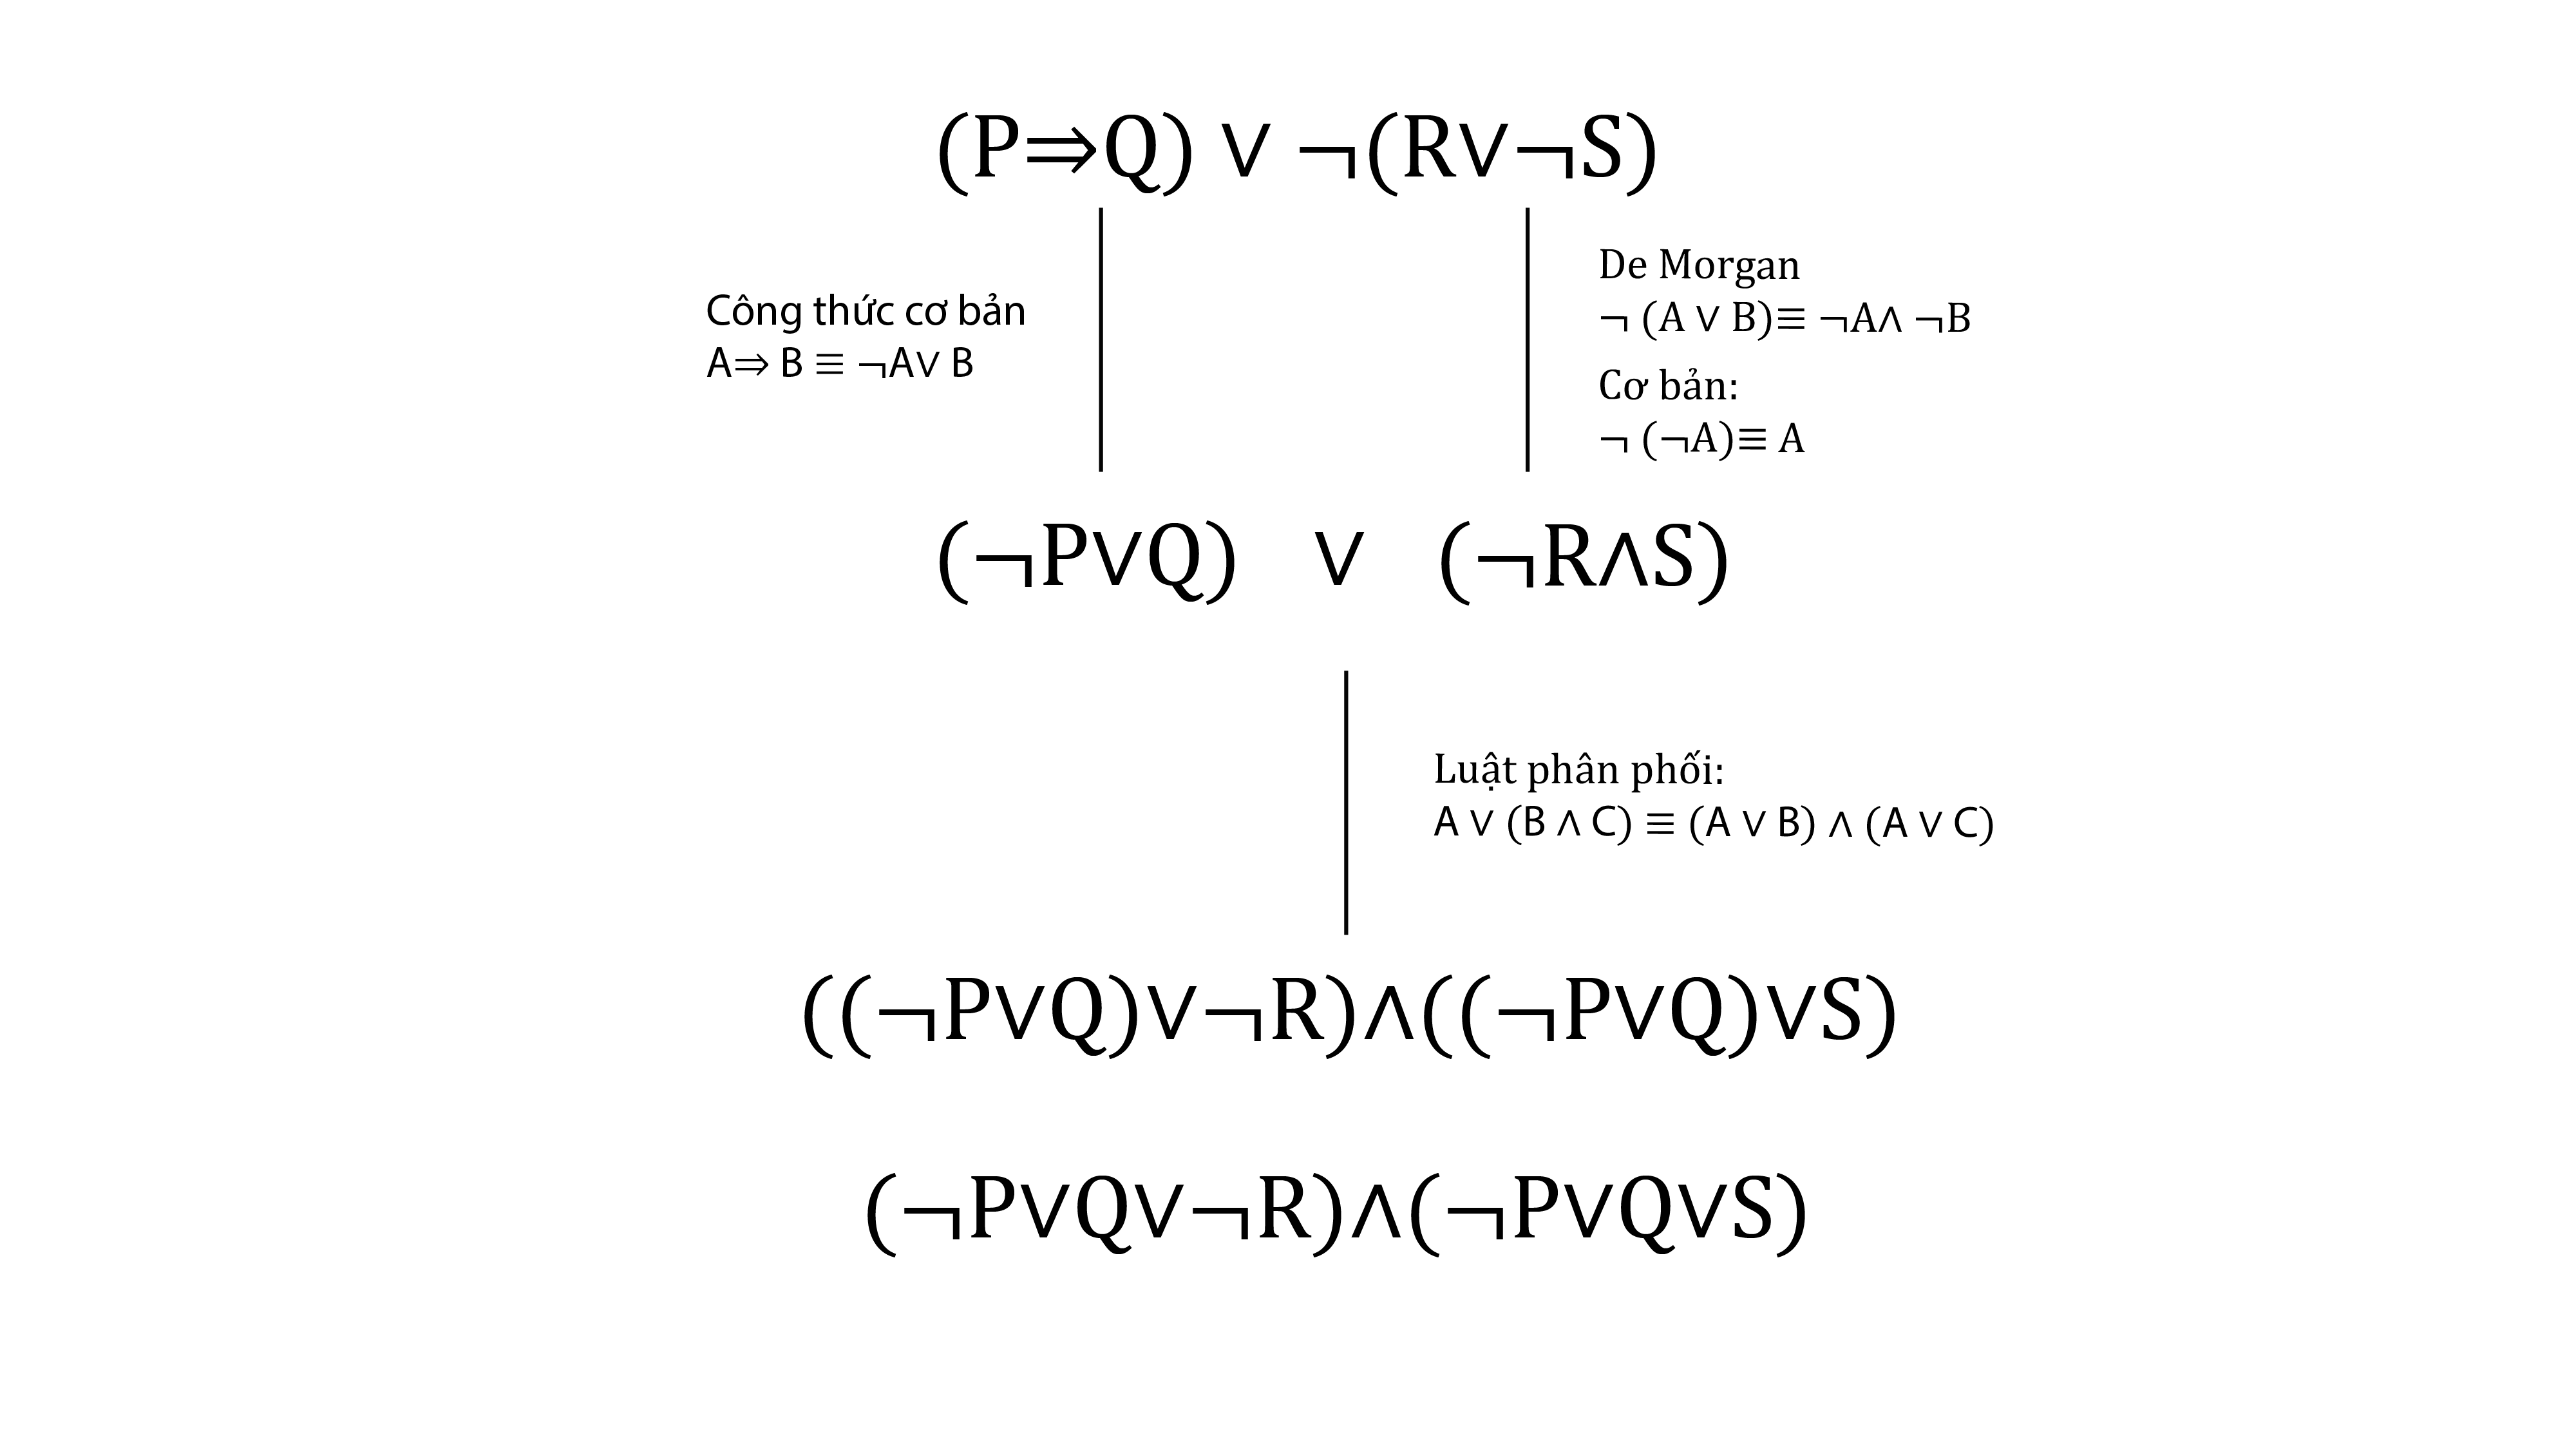 (P⇒Q) ∨ ¬(R∨¬S)
Công thức cơ bản
A⇒ B ≡ ¬A∨ B
De Morgan
¬ (A ∨ B)≡ ¬A∧ ¬B
Cơ bản:
¬ (¬A)≡ A
(¬P∨Q) ∨ (¬R∧S)
Luật phân phối:
A ∨ (B ∧ C) ≡ (A ∨ B) ∧ (A ∨ C)
((¬P∨Q)∨¬R)∧((¬P∨Q)∨S)
(¬P∨Q∨¬R)∧(¬P∨Q∨S)